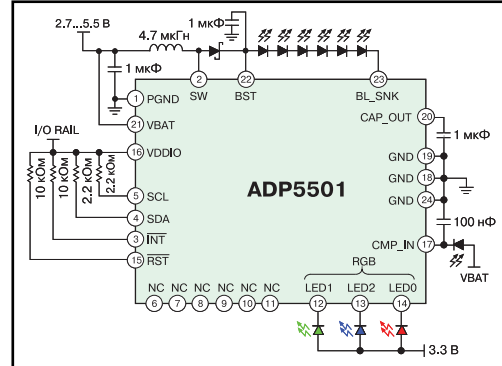 2.7...5.5 В
4.7 мкГн
1 мкФ
1 мкФ
2
22
23
SW
BST
BL_SNK
1 PGND
21 VBAT
I/O RAIL
16 VDDIO
10 кОм
10 кОм
2.2 кОм
2.2 кОм
5 SCL
4 SDA
3 INT
15 RST
ADP5501
CAP_OUT 20
1 мкФ
GND 19
GND 18
GND 24
100 нФ
CMP_IN 17
VBAT
RGB
NC NC NC NC NC LED1 LED2 LED0
6 7 8 9 10 11 12 13 14
3.3 В